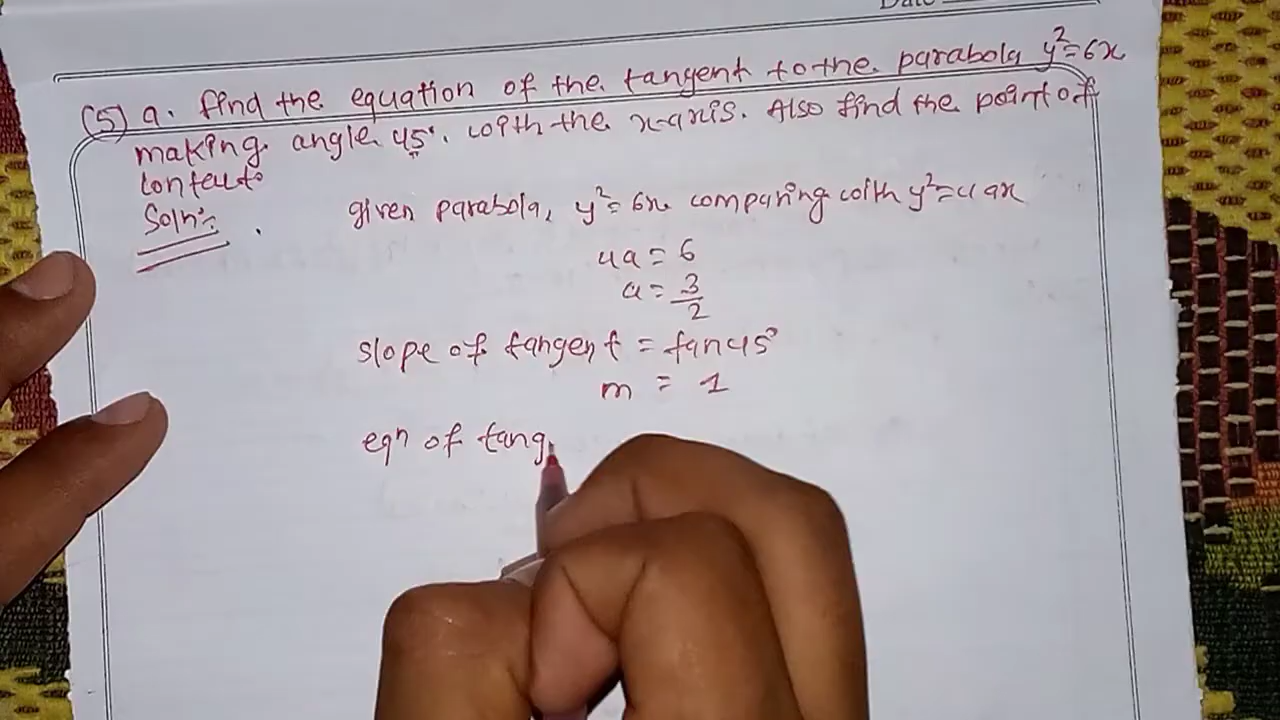 Date
(5) a. find the equation of the tangent to the parabola y²=6x
making angle 45°. with the x-axis. Also find the point of
contact.
Soln:-
given parabola, y²=6x comparing with y²=4ax
4a = 6
a = 3/2
slope of tangent = tan45°
m = 1
eqn of tang